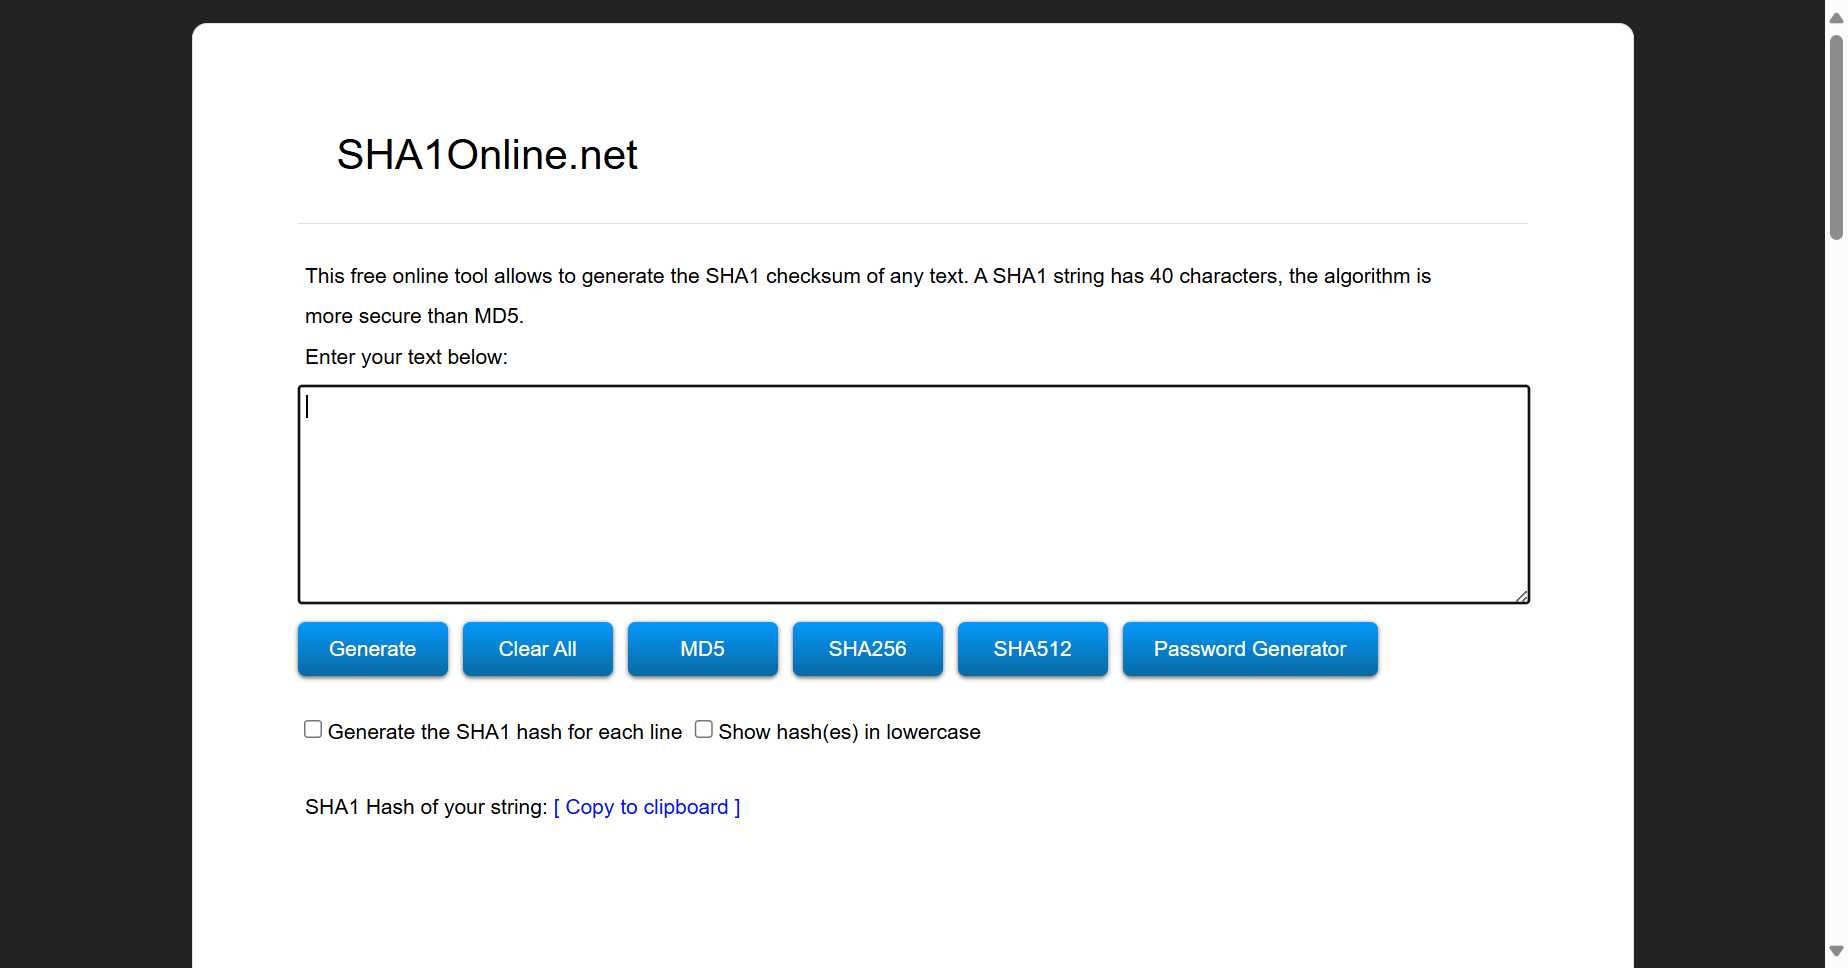 SHA1Online.net
This free online tool allows to generate the SHA1 checksum of any text. A SHA1 string has 40 characters, the algorithm is
more secure than MD5.
Enter your text below:
Generate Clear All MD5 SHA256 SHA512 Password Generator
Generate the SHA1 hash for each line Show hash(es) in lowercase
SHA1 Hash of your string: [ Copy to clipboard ]